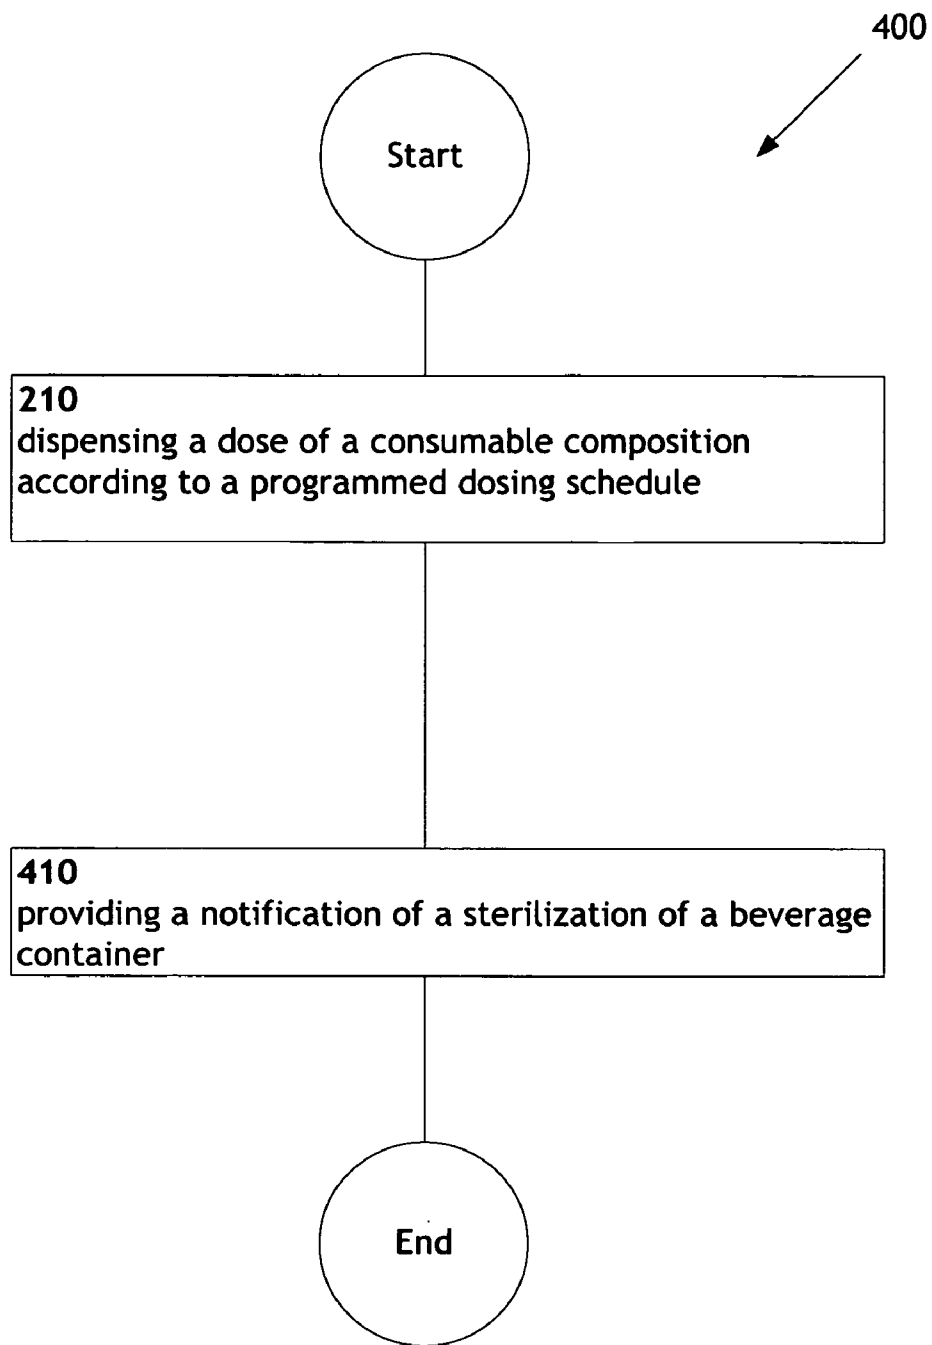 400
Start
210
dispensing a dose of a consumable composition
according to a programmed dosing schedule
410
providing a notification of a sterilization of a beverage
container
End